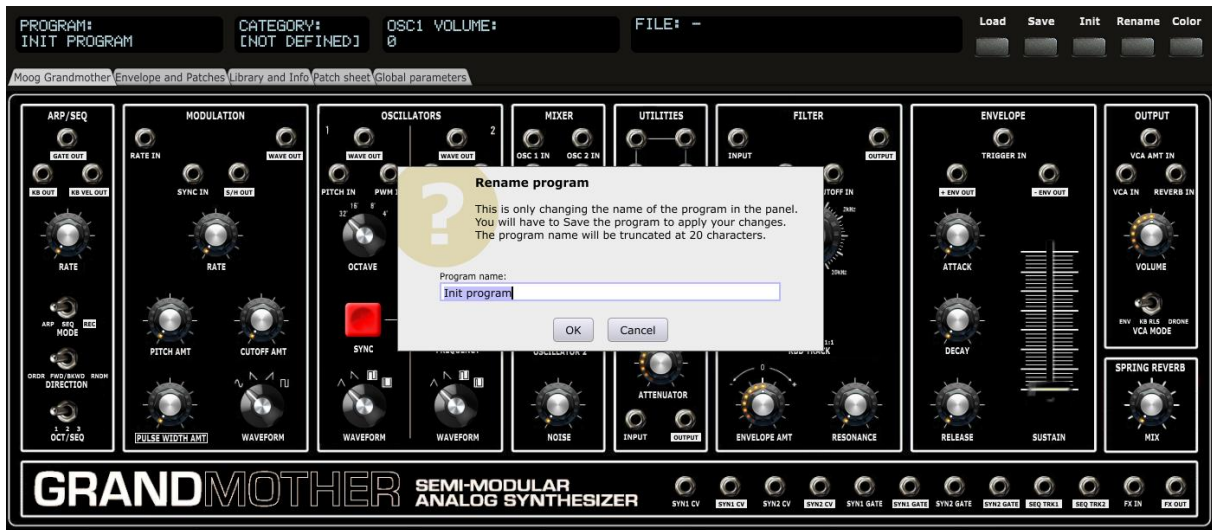 PROGRAM:
INIT PROGRAM
CATEGORY:
[NOT DEFINED]
OSC1 VOLUME:
0
FILE: -
Load Save Init Rename Color
Moog Grandmother Envelope and Patches Library and Info Patch sheet Global parameters
ARP/SEQ
GATE OUT
KB OUT KB VEL OUT
RATE
ARP SEQ REC
MODE
ORDR FWD/BKWD RNDM
DIRECTION
1 2 3
OCT/SEQ
MODULATION
RATE IN WAVE OUT
SYNC IN S/H OUT
RATE
PITCH AMT CUTOFF AMT
PULSE WIDTH AMT WAVEFORM
OSCILLATORS
1 2
WAVE OUT WAVE OUT
PITCH IN PWM
32' 16' 8' 4'
OCTAVE
SYNC FREQUENCY
WAVEFORM WAVEFORM
MIXER
OSC 1 IN OSC 2 IN
OSCILLATOR 2
NOISE
UTILITIES
ATTENUATOR
INPUT OUTPUT
FILTER
INPUT OUTPUT
CUTOFF IN
2kHz
20kHz
1:1
KBD TRACK
0
ENVELOPE AMT RESONANCE
ENVELOPE
TRIGGER IN
+ ENV OUT - ENV OUT
ATTACK
DECAY
RELEASE SUSTAIN
OUTPUT
VCA AMT IN
VCA IN REVERB IN
VOLUME
ENV KB RLS DRONE
VCA MODE
SPRING REVERB
MIX
Rename program
This is only changing the name of the program in the panel.
You will have to Save the program to apply your changes.
The program name will be truncated at 20 characters.
Program name:
Init program
OK Cancel
GRANDMOTHER
SEMI-MODULAR
ANALOG SYNTHESIZER
SYN1 CV SYN1 CV SYN2 CV SYN2 CV SYN1 GATE SYN1 GATE SYN2 GATE SYN2 GATE SEQ TRK1 SEQ TRK2 FX IN FX OUT